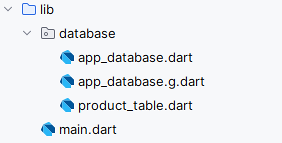 lib
database
app_database.dart
app_database.g.dart
product_table.dart
main.dart